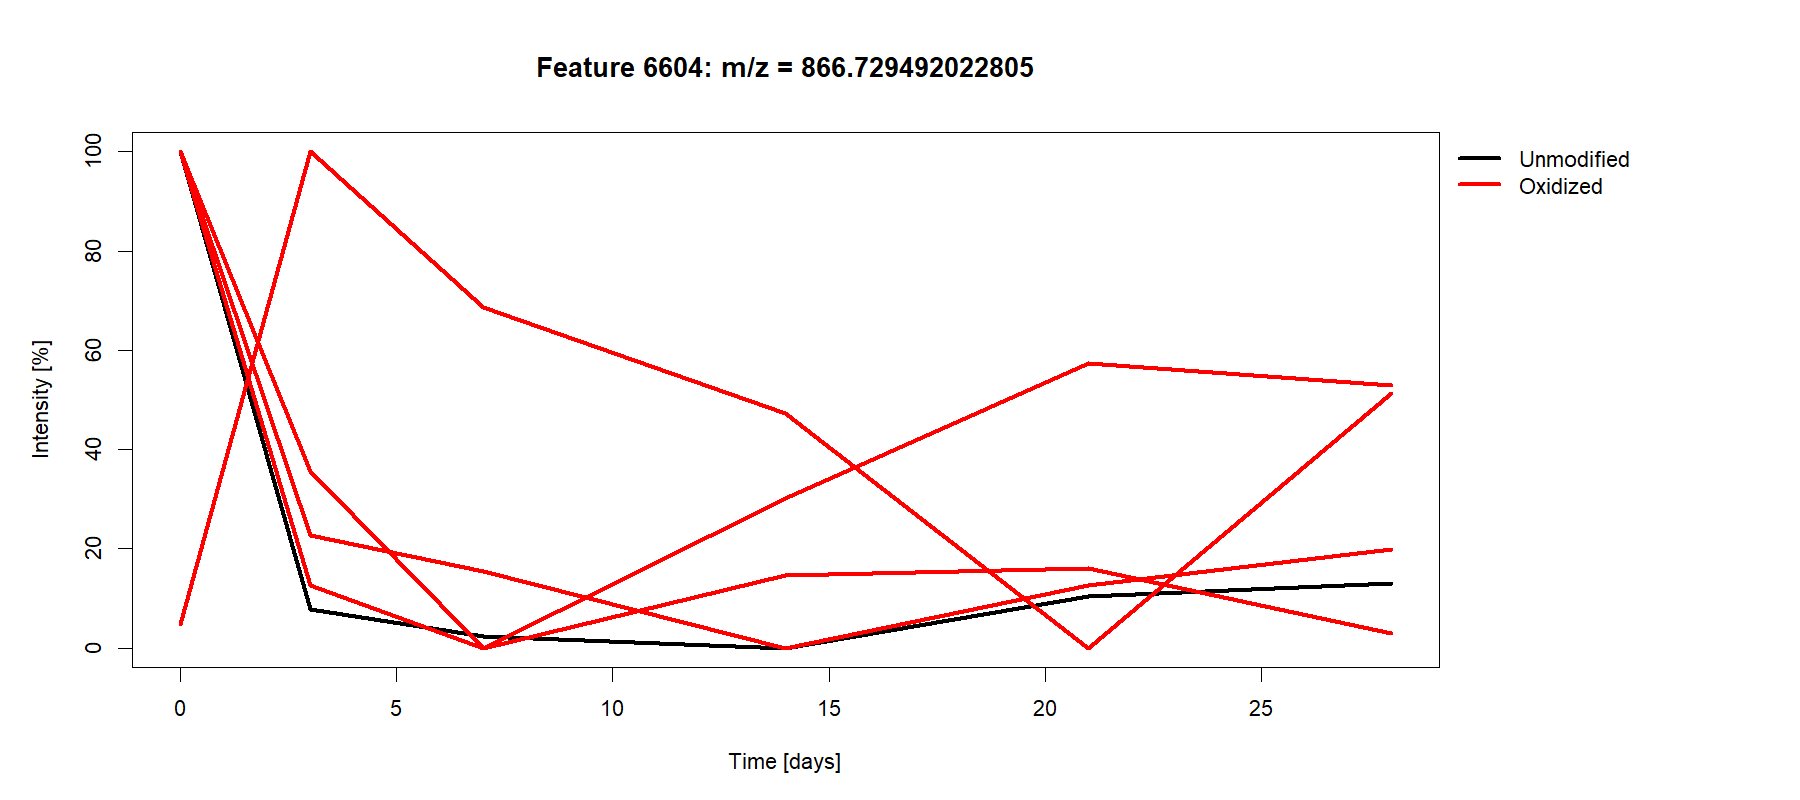 Feature 6604: m/z = 866.729492022805
Unmodified
Oxidized
Intensity [%]
100
80
60
40
20
0
0 5 10 15 20 25
Time [days]